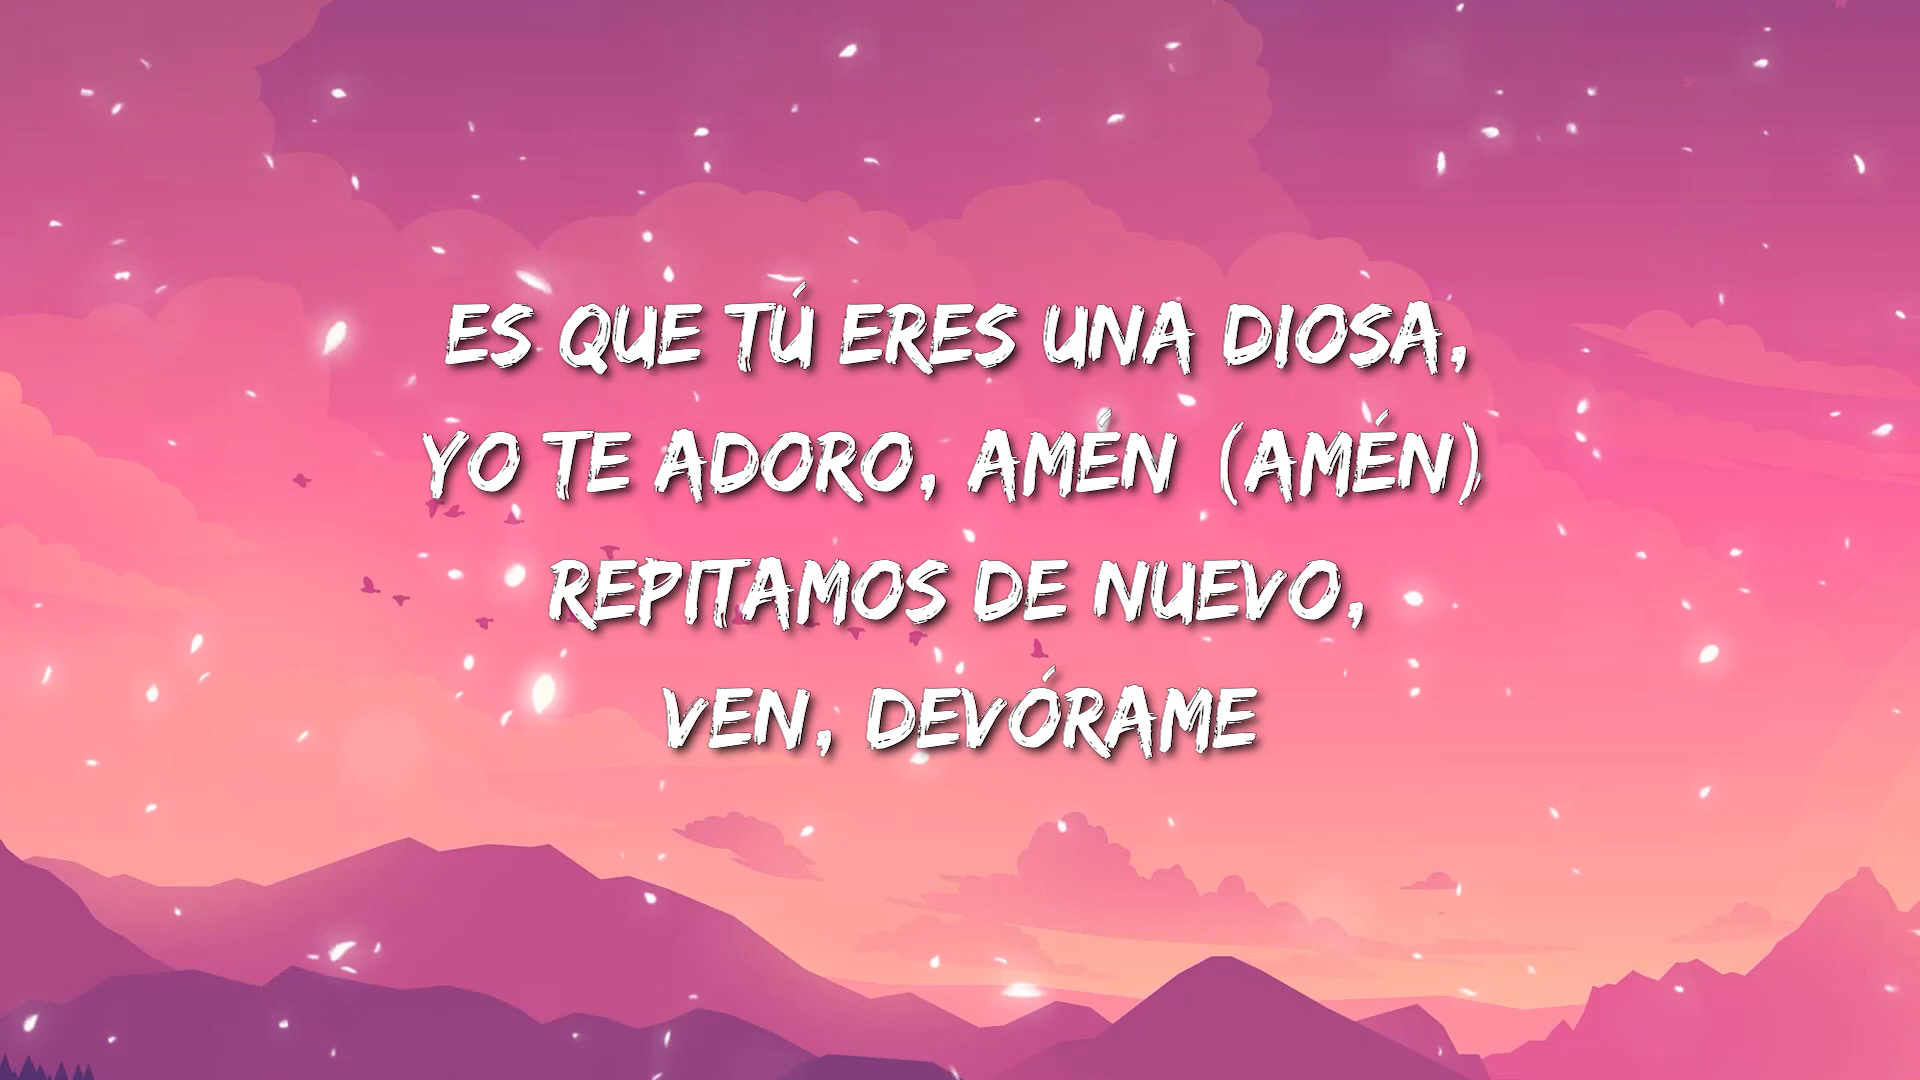 ES QUE TÚ ERES UNA DIOSA,
YO TE ADORO, AMÉN (AMÉN)
REPITAMOS DE NUEVO,
VEN, DEVÓRAME